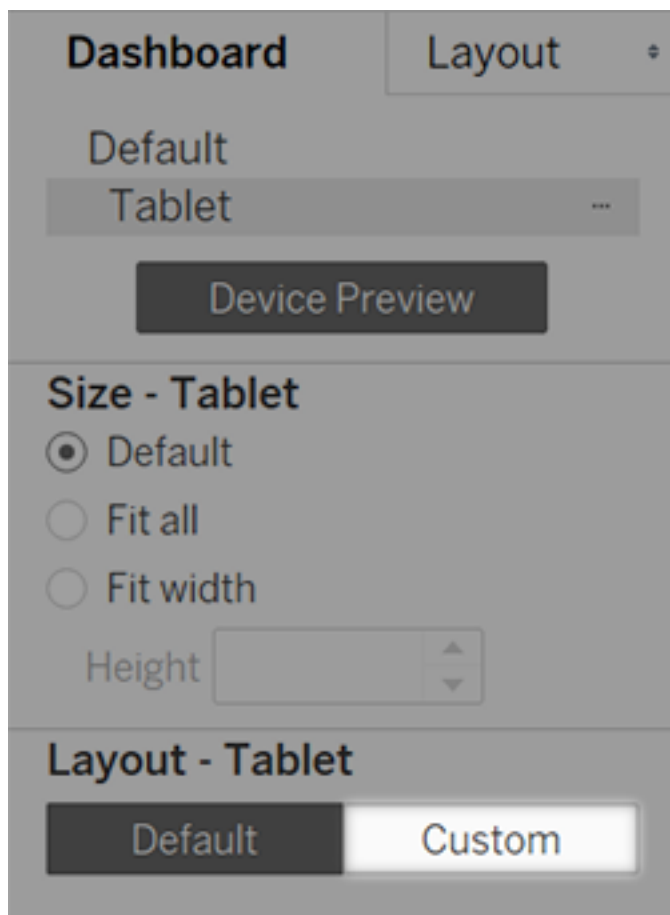 Dashboard Layout
Default
Tablet ...
Device Preview
Size - Tablet
Default
Fit all
Fit width
Height
Layout - Tablet
Default Custom